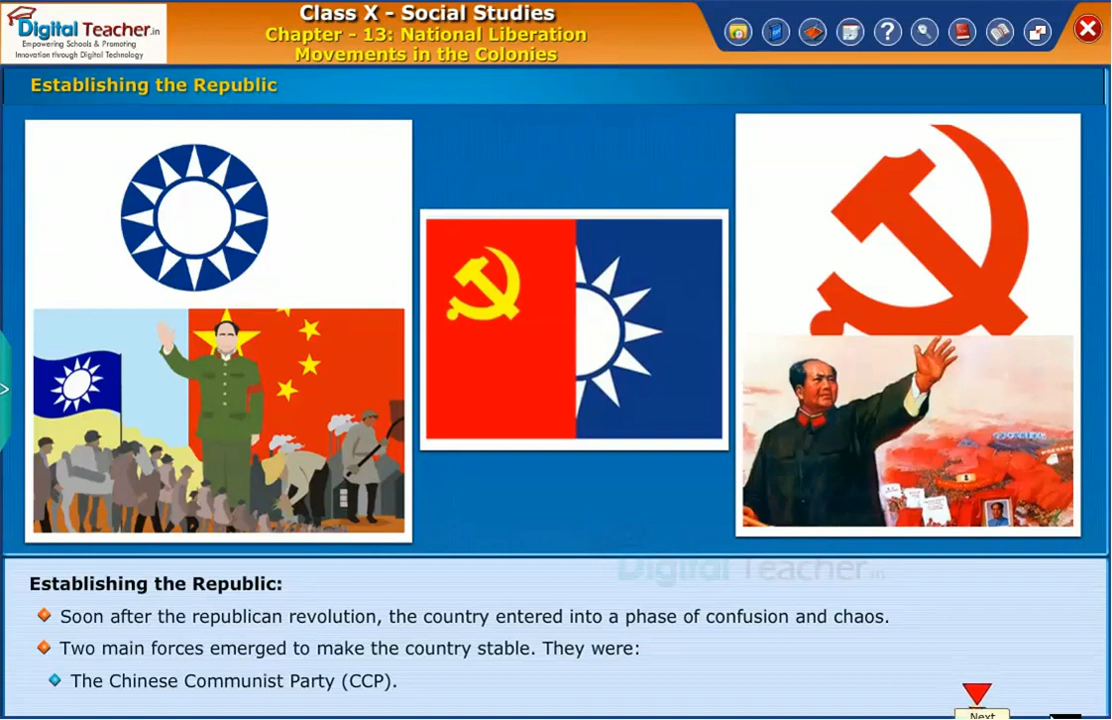 Digital Teacher.in
Empowering Schools & Promoting
Innovation through Digital Technology
Class X - Social Studies
Chapter - 13: National Liberation
Movements in the Colonies
Establishing the Republic
Digital Teacher.in
Establishing the Republic:
Soon after the republican revolution, the country entered into a phase of confusion and chaos.
Two main forces emerged to make the country stable. They were:
The Chinese Communist Party (CCP).
Next